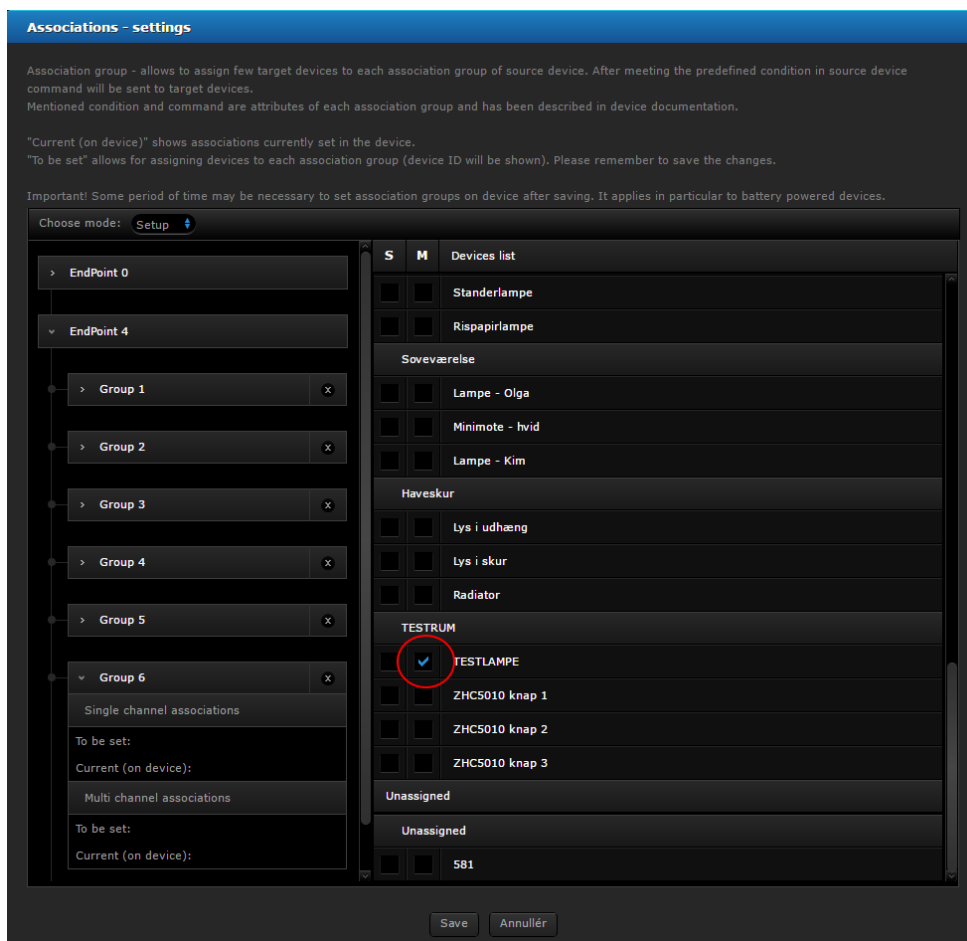 Associations - settings
Association group - allows to assign few target devices to each association group of source device. After meeting the predefined condition in source device
command will be sent to target devices.
Mentioned condition and command are attributes of each association group and has been described in device documentation.
"Current (on device)" shows associations currently set in the device.
"To be set" allows for assigning devices to each association group (device ID will be shown). Please remember to save the changes.
Important! Some period of time may be necessary to set association groups on device after saving. It applies in particular to battery powered devices.
Choose mode: Setup
EndPoint 0
EndPoint 4
Group 1 x
Group 2 x
Group 3 x
Group 4 x
Group 5 x
Group 6 x
Single channel associations
To be set:
Current (on device):
Multi channel associations
To be set:
Current (on device):
S M Devices list
Standerlampe
Rispapirlampe
Soveværelse
Lampe - Olga
Minimote - hvid
Lampe - Kim
Haveskur
Lys i udhæng
Lys i skur
Radiator
TESTRUM
TESTLAMPE
ZHC5010 knap 1
ZHC5010 knap 2
ZHC5010 knap 3
Unassigned
Unassigned
581
Save Annullér